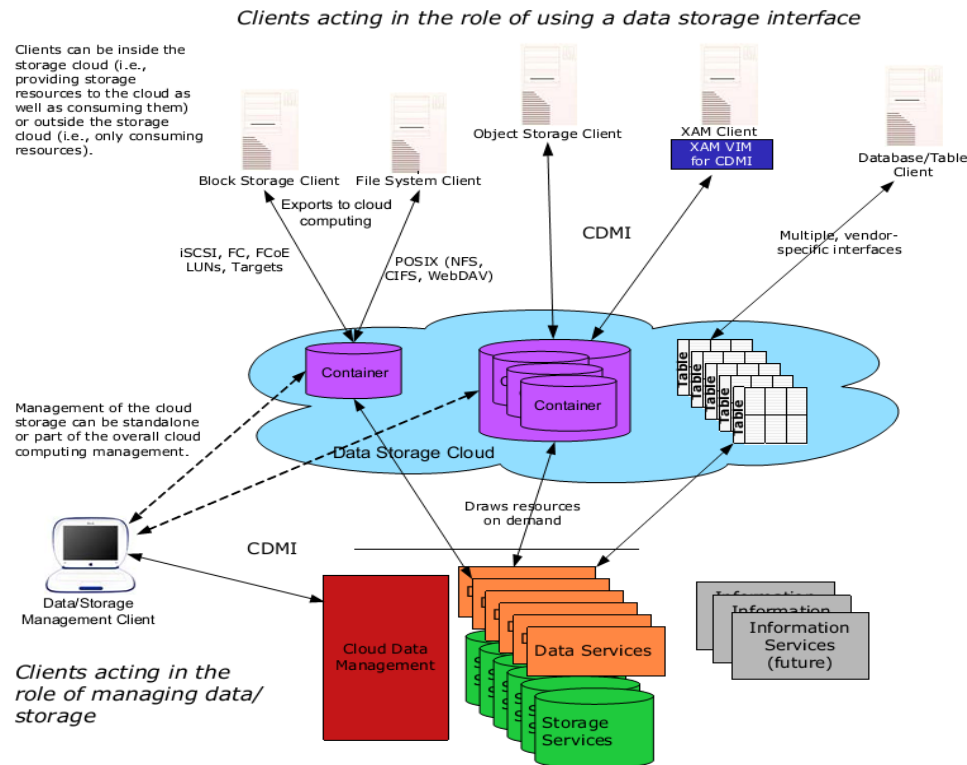 Clients acting in the role of using a data storage interface
Clients can be inside the
storage cloud (i.e.,
providing storage
resources to the cloud as
well as consuming them)
or outside the storage
cloud (i.e., only consuming
resources).
Block Storage Client
File System Client
Object Storage Client
XAM Client
XAM VIM
for CDMI
Database/Table
Client
Exports to cloud
computing
iSCSI, FC, FCoE
LUNs, Targets
POSIX (NFS,
CIFS, WebDAV)
CDMI
Multiple, vendor-
specific interfaces
Container
Container
Table
Table
Table
Table
Table
Data Storage Cloud
Management of the cloud
storage can be standalone
or part of the overall cloud
computing management.
Draws resources
on demand
CDMI
Data/Storage
Management Client
Cloud Data
Management
Data Services
Storage
Services
Information
Information
Information
Services
(future)
Clients acting in the
role of managing data/
storage